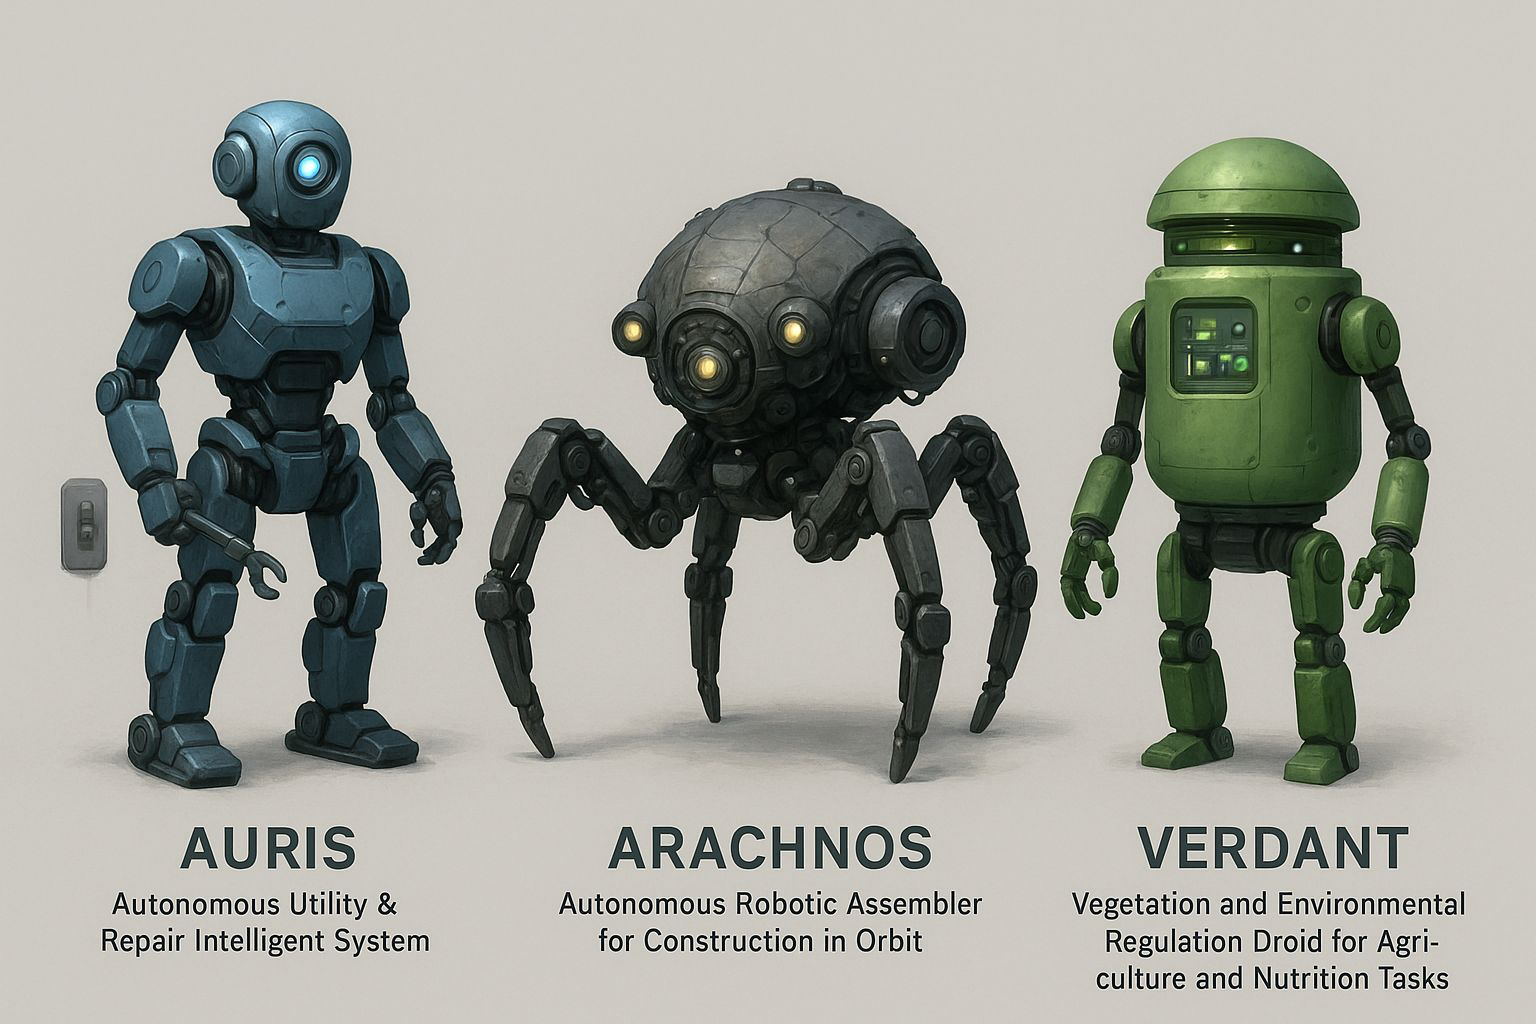 AURIS
Autonomous Utility &
Repair Intelligent System
ARACHNOS
Autonomous Robotic Assembler
for Construction in Orbit
VERDANT
Vegetation and Environmental
Regulation Droid for Agri-
culture and Nutrition Tasks